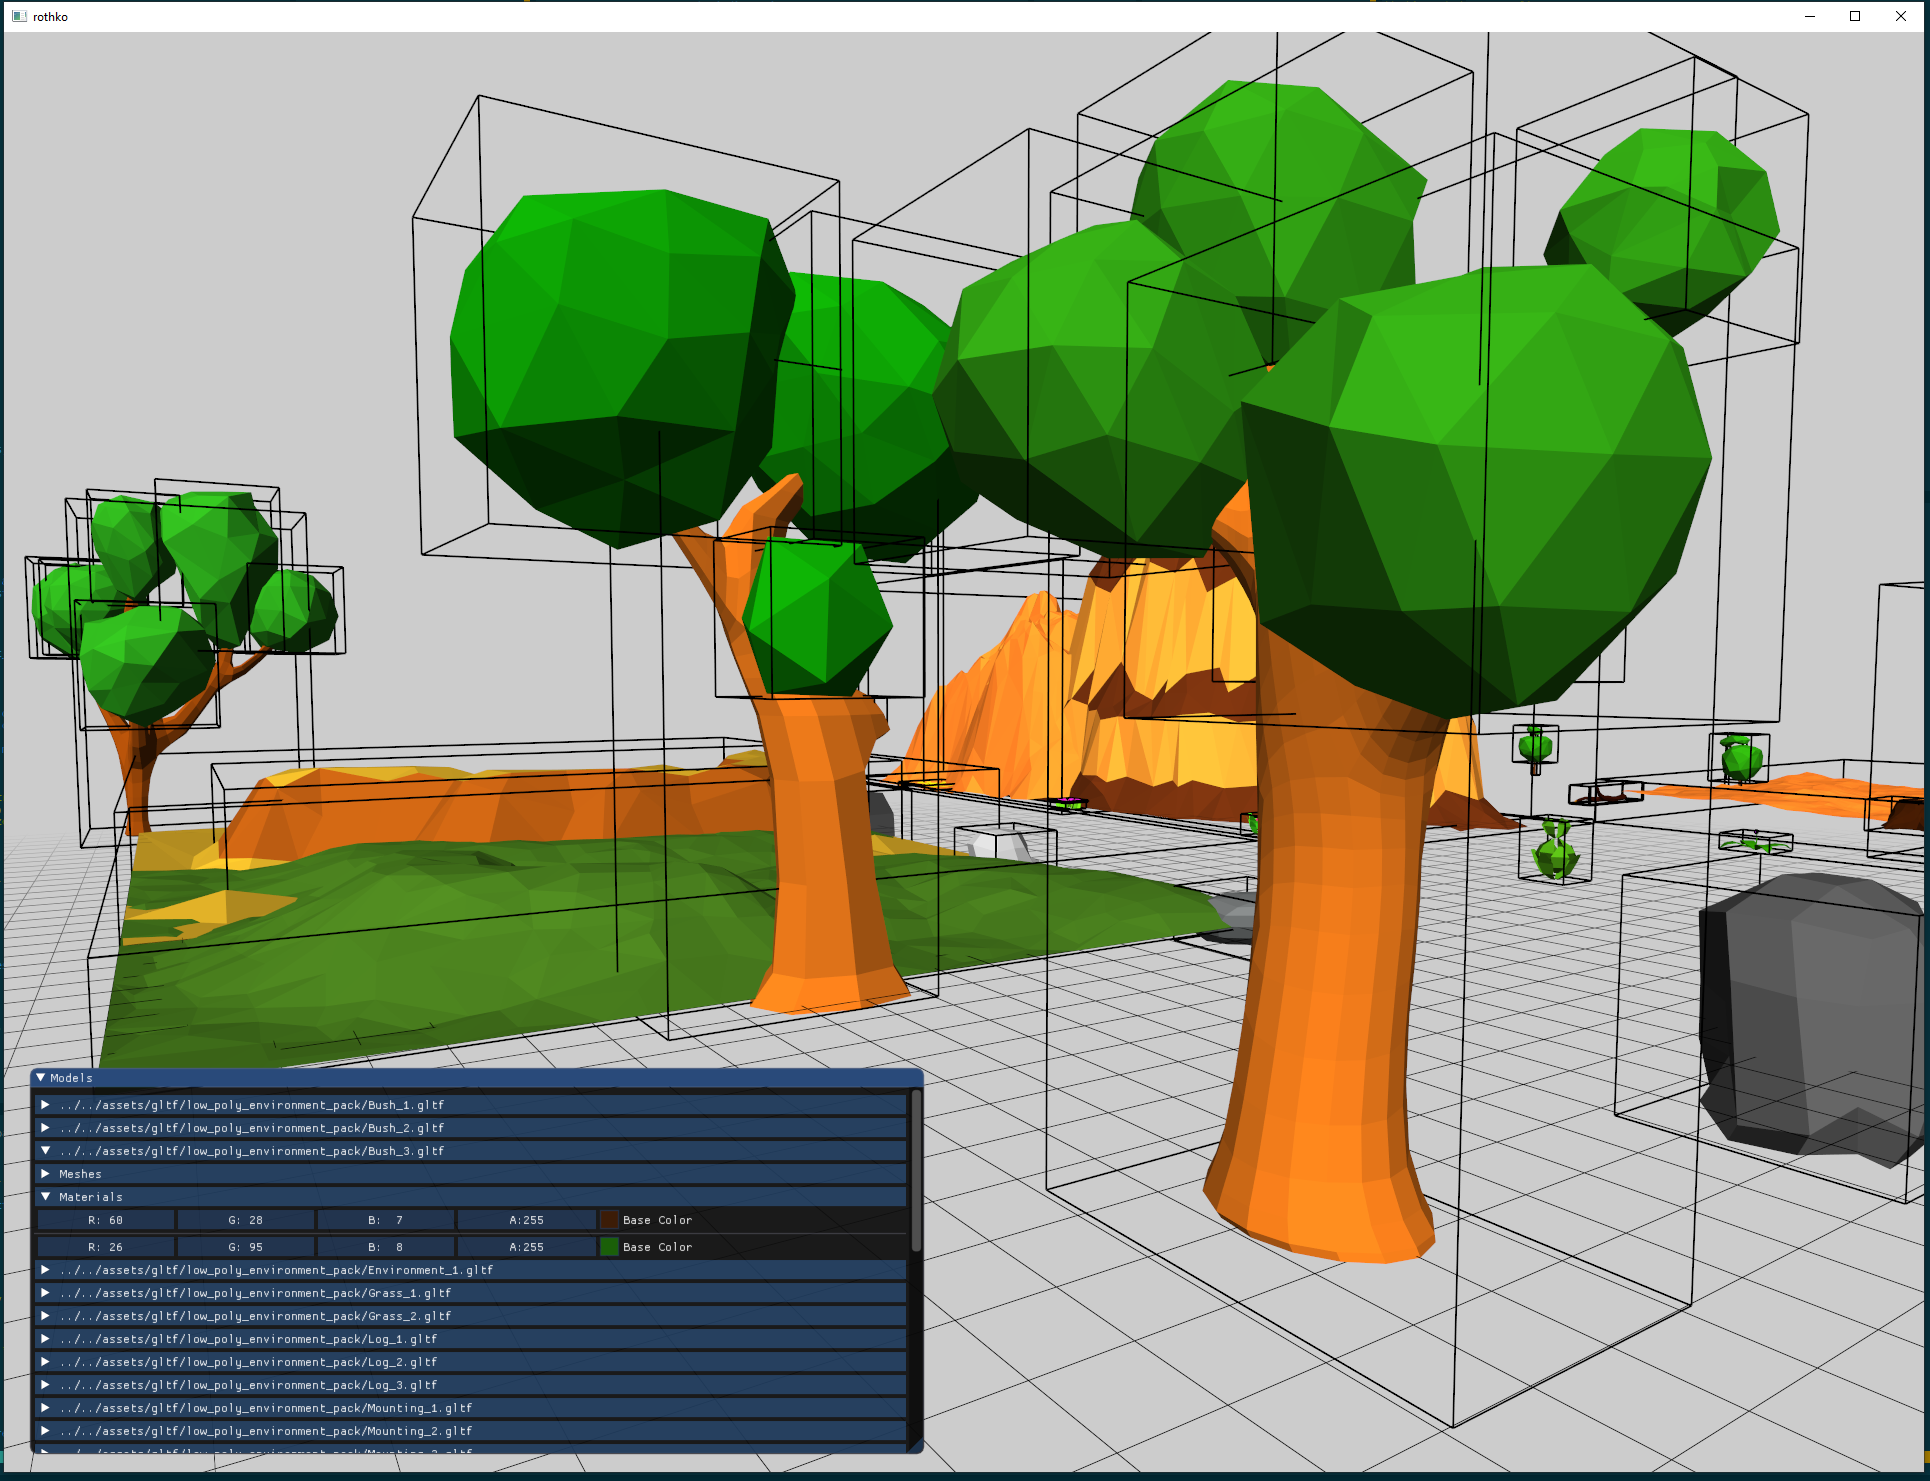 rothko
Models
../../assets/gltf/low_poly_environment_pack/Bush_1.gltf
../../assets/gltf/low_poly_environment_pack/Bush_2.gltf
../../assets/gltf/low_poly_environment_pack/Bush_3.gltf
Meshes
Materials
R: 60 G: 28 B: 7 A:255 Base Color
R: 26 G: 95 B: 8 A:255 Base Color
../../assets/gltf/low_poly_environment_pack/Environment_1.gltf
../../assets/gltf/low_poly_environment_pack/Grass_1.gltf
../../assets/gltf/low_poly_environment_pack/Grass_2.gltf
../../assets/gltf/low_poly_environment_pack/Log_1.gltf
../../assets/gltf/low_poly_environment_pack/Log_2.gltf
../../assets/gltf/low_poly_environment_pack/Log_3.gltf
../../assets/gltf/low_poly_environment_pack/Mounting_1.gltf
../../assets/gltf/low_poly_environment_pack/Mounting_2.gltf